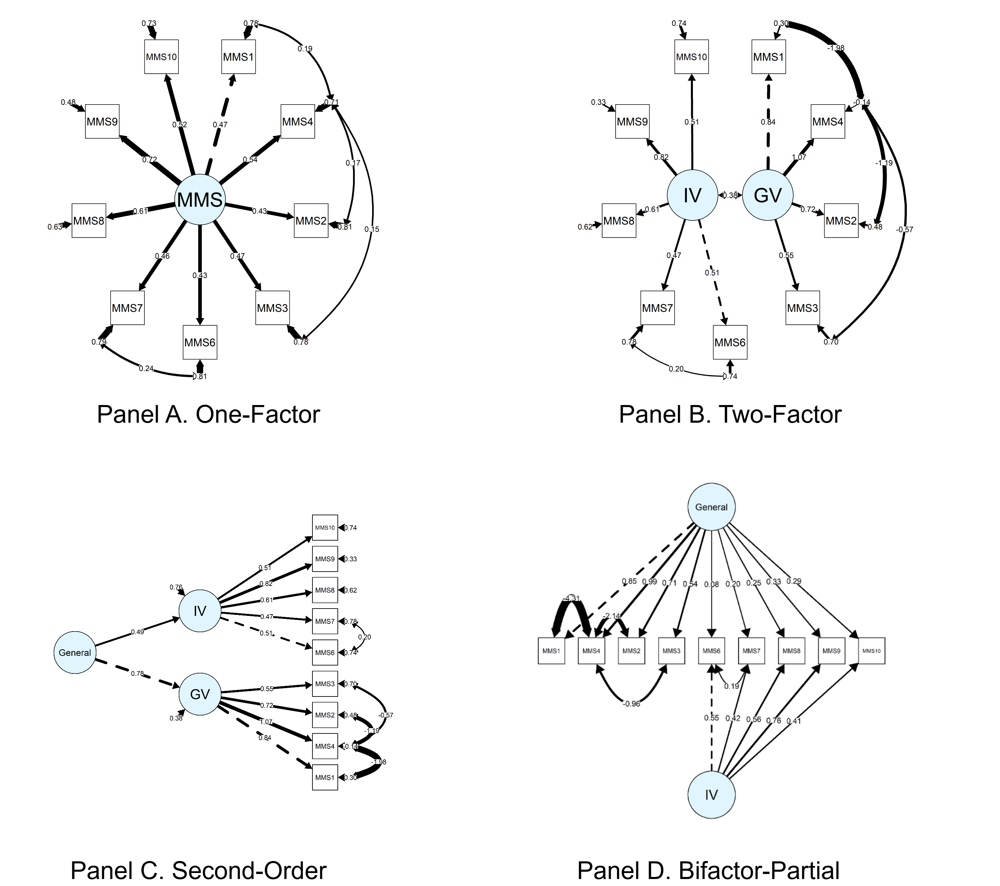 0.73
0.78
0.19
MMS10
MMS1
0.48
0.71
MMS9
MMS4
0.52
0.47
0.72
0.54
0.17
MMS
0.61
0.43
MMS8
MMS2
0.63
0.81
0.15
0.46
0.47
0.43
MMS7
MMS3
0.79
MMS6
0.78
0.24
0.81
Panel A. One-Factor
0.74
0.30
-1.98
MMS10
MMS1
0.33
-0.14
MMS9
MMS4
0.51
0.84
0.82
1.07
-1.19
IV
0.38
GV
0.61
0.72
MMS8
MMS2
0.62
0.48
-0.57
0.47
0.55
0.51
MMS7
MMS3
0.78
MMS6
0.70
0.20
0.74
Panel B. Two-Factor
MMS10
0.74
MMS9
0.33
0.51
0.76
0.82
MMS8
0.62
0.61
IV
0.47
MMS7
0.78
0.49
0.51
0.20
General
MMS6
0.74
0.78
MMS3
0.70
0.55
GV
0.72
MMS2
0.48
-0.57
0.38
1.07
-1.19
0.84
MMS4
-0.14
-1.98
MMS1
0.30
Panel C. Second-Order
General
0.85 0.99 0.71 0.54 0.08 0.20 0.25 0.33 0.29
-4.31
-2.14
MMS1 MMS4 MMS2 MMS3 MMS6 MMS7 MMS8 MMS9 MMS10
0.19
-0.96
0.55 0.42 0.56 0.76 0.41
IV
Panel D. Bifactor-Partial